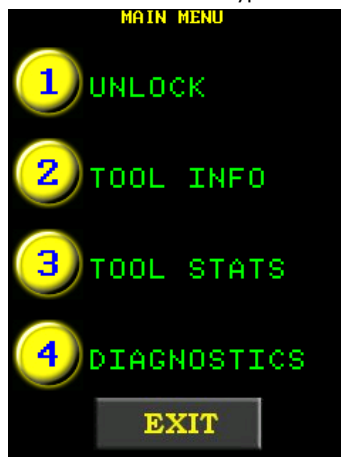 MAIN MENU
1 UNLOCK
2 TOOL INFO
3 TOOL STATS
4 DIAGNOSTICS
EXIT